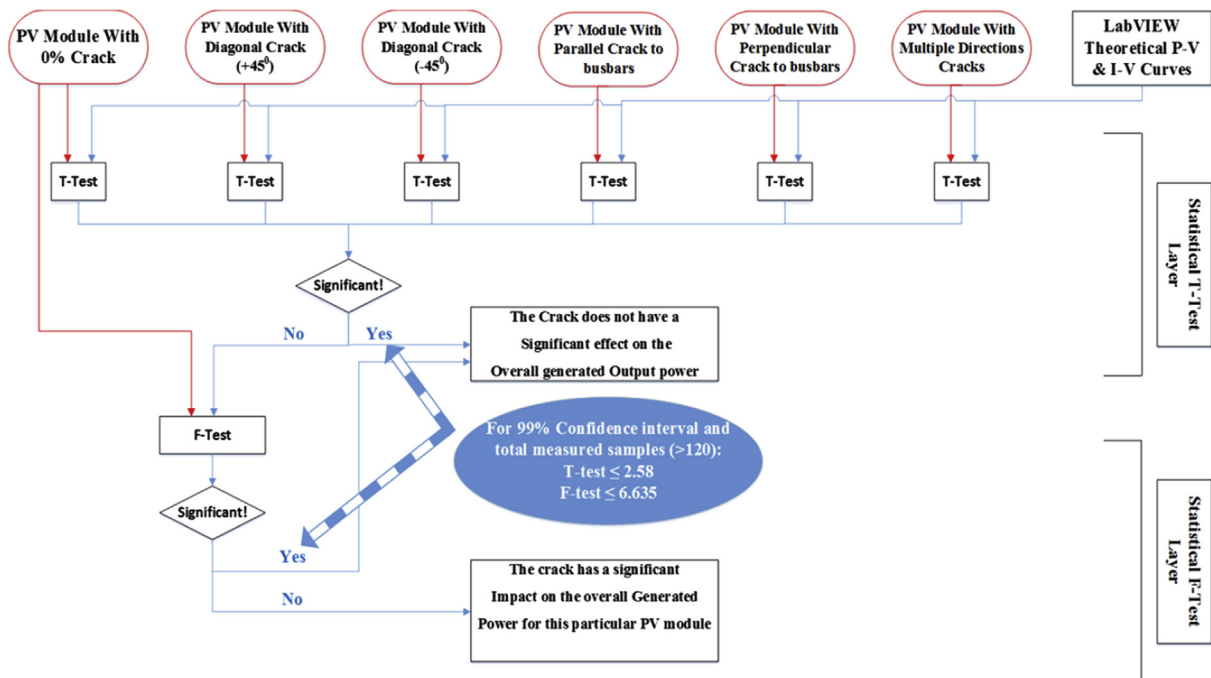 PV Module With
0% Crack
PV Module With
Diagonal Crack
(+45⁰)
PV Module With
Diagonal Crack
(-45⁰)
PV Module With
Parallel Crack to
busbars
PV Module With
Perpendicular
Crack to busbars
PV Module With
Multiple Directions
Cracks
LabVIEW
Theoretical P-V
& I-V Curves
T-Test
T-Test
T-Test
T-Test
T-Test
T-Test
Statistical T-Test
Layer
Significant!
No
Yes
The Crack does not have a
Significant effect on the
Overall generated Output power
F-Test
For 99% Confidence interval and
total measured samples (>120):
T-test ≤ 2.58
F-test ≤ 6.635
Significant!
Yes
No
The crack has a significant
Impact on the overall Generated
Power for this particular PV module
Statistical F-Test
Layer